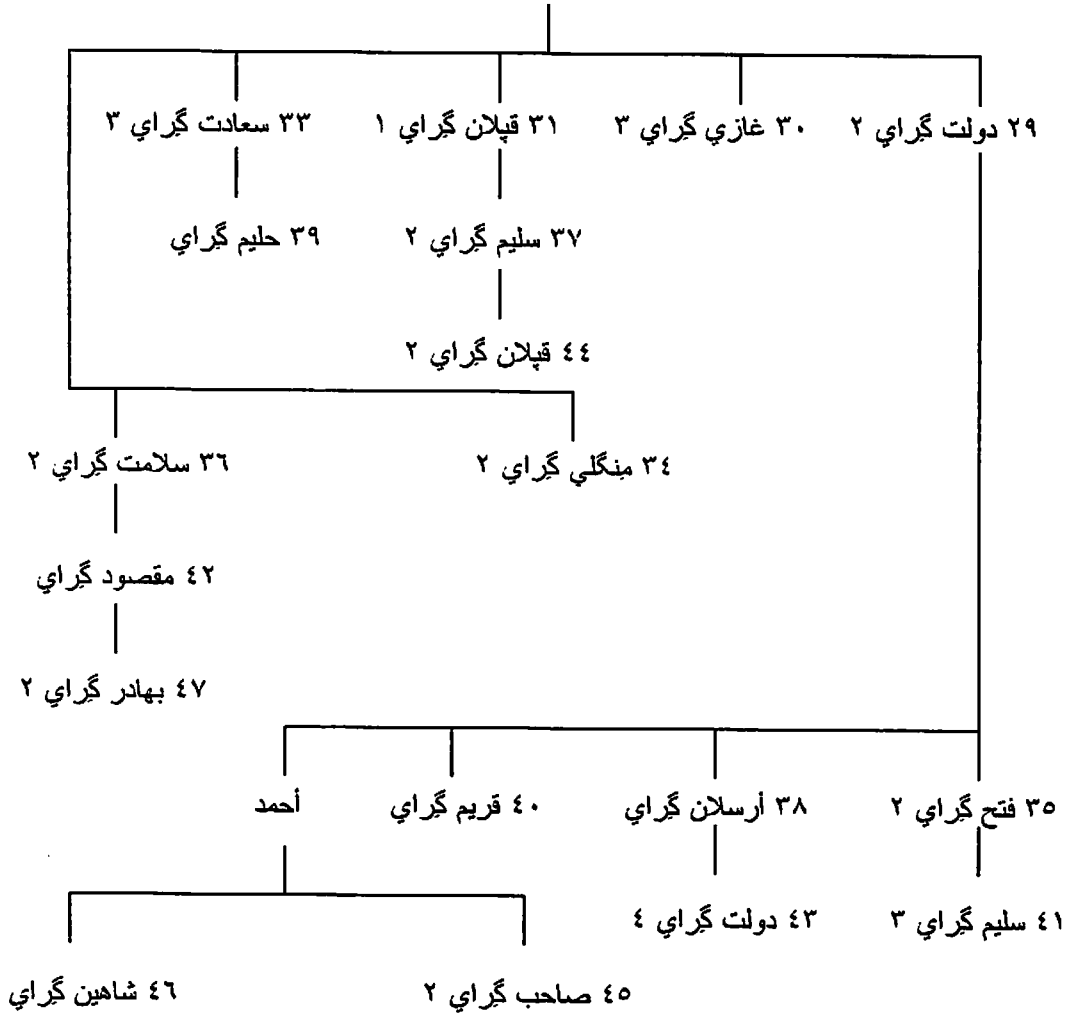 ٢٩ دولت گِراي ٢
٣٠ غازي گِراي ٣
٣١ قپلان گِراي ١
٣٣ سعادت گِراي ٣
٣٧ سليم گِراي ٢
٣٩ حليم گِراي
٤٤ قپلان گِراي ٢
٣٤ مِنگلي گِراي ٢
٣٦ سلامت گِراي ٢
٤٢ مقصود گِراي
٤٧ بهادر گِراي ٢
٣٥ فتح گِراي ٢
٣٨ أرسلان گِراي
٤٠ قريم گِراي
أحمد
٤١ سليم گِراي ٣
٤٣ دولت گِراي ٤
٤٥ صاحب گِراي ٢
٤٦ شاهين گِراي